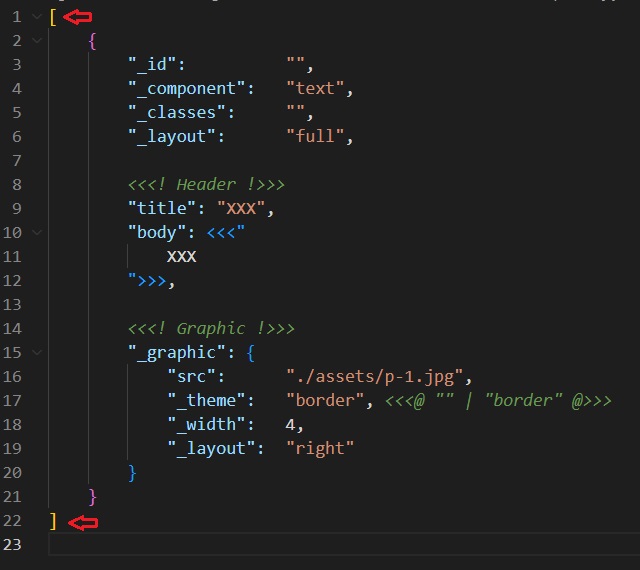 1 [
2 {
3 "_id": "",
4 "_component": "text",
5 "_classes": "",
6 "_layout": "full",
7
8 <<<! Header !>>>
9 "title": "XXX",
10 "body": <<<"
11 XXX
12 ">>>,
13
14 <<<! Graphic !>>>
15 "_graphic": {
16 "src": "./assets/p-1.jpg",
17 "_theme": "border", <<<@ "" | "border" @>>>
18 "_width": 4,
19 "_layout": "right"
20 }
21 }
22 ]
23